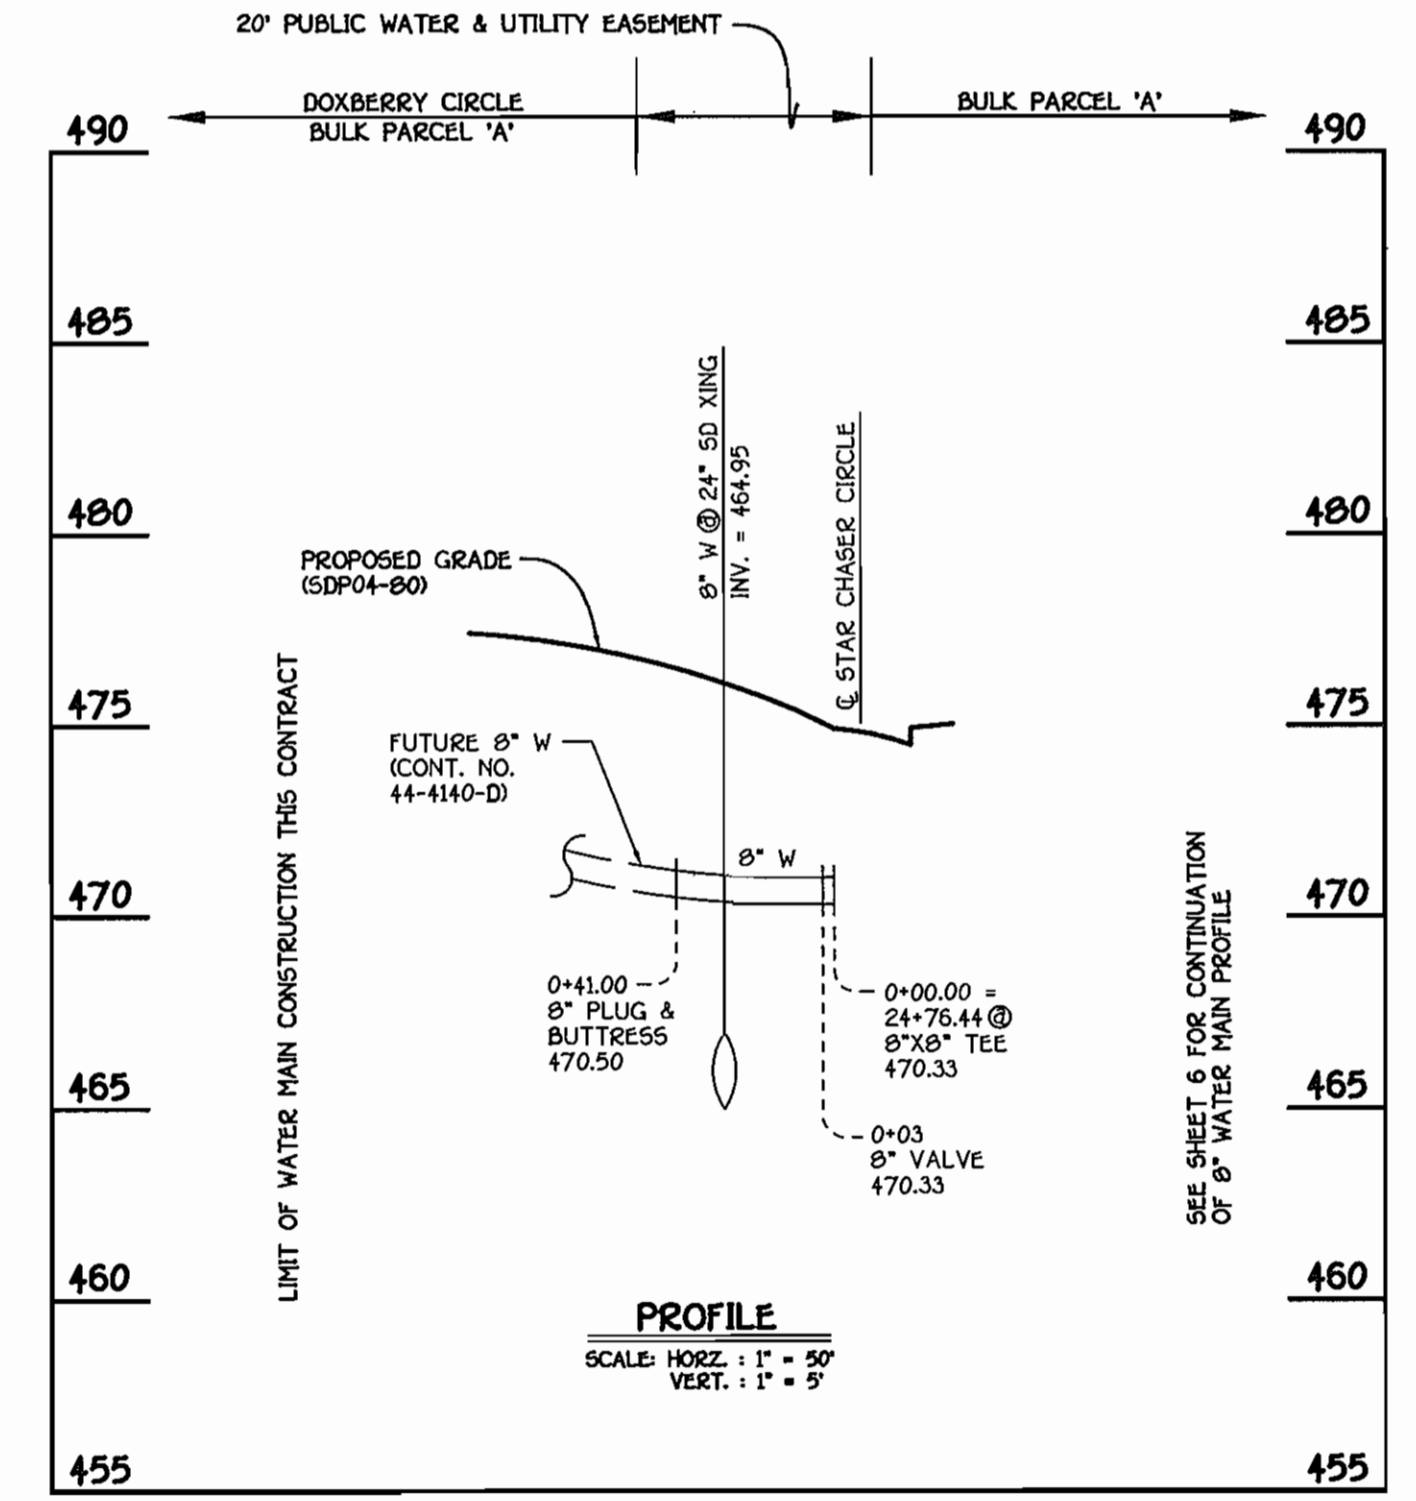 20' PUBLIC WATER & UTILITY EASEMENT
DOXBERRY CIRCLE
BULK PARCEL 'A'
BULK PARCEL 'A'
490
490
485
485
8" W @ 24" SD XING
INV. = 464.95
℄ STAR CHASER CIRCLE
480
480
PROPOSED GRADE
(SDP04-80)
475
475
LIMIT OF WATER MAIN CONSTRUCTION THIS CONTRACT
FUTURE 8" W
(CONT. NO.
44-4140-D)
8" W
470
470
SEE SHEET 6 FOR CONTINUATION
OF 8" WATER MAIN PROFILE
0+41.00
8" PLUG &
BUTTRESS
470.50
0+00.00 =
24+76.44 @
8"X8" TEE
470.33
465
465
0+03
8" VALVE
470.33
460
460
PROFILE
SCALE: HORZ. : 1" = 50'
VERT. : 1" = 5'
455
455